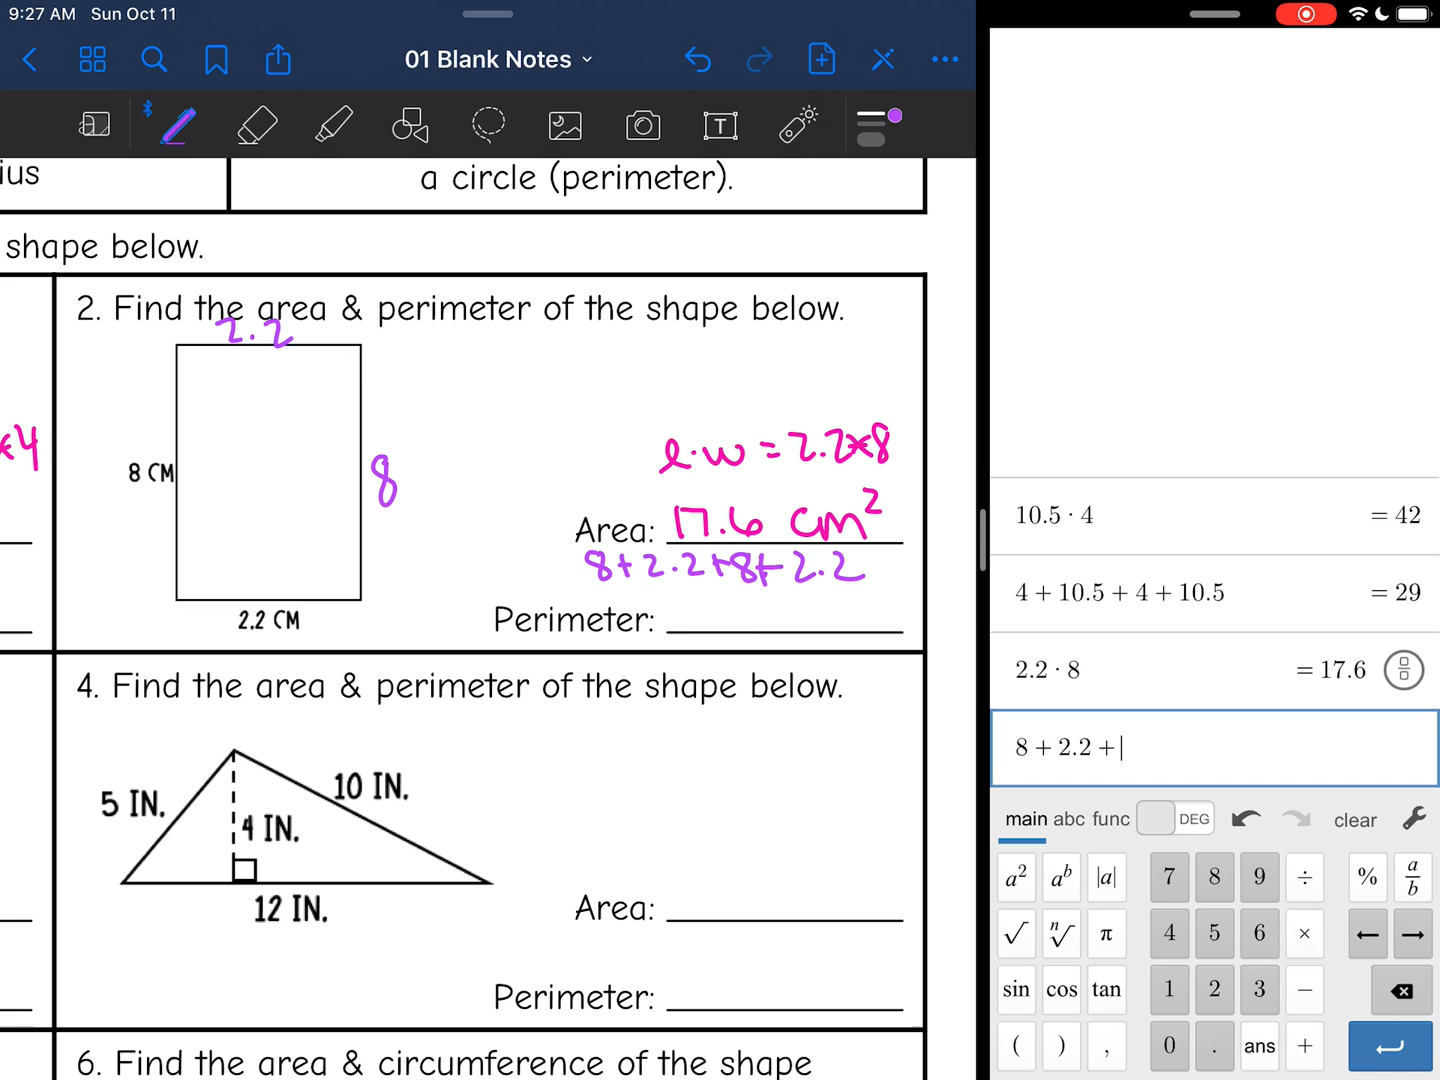 9:27 AM Sun Oct 11
01 Blank Notes
T
ius
a circle (perimeter).
shape below.
*4
2. Find the area & perimeter of the shape below.
2.2
8 CM
8
2.2 CM
l·w = 2.2*8
Area: 17.6 cm²
8+2.2+8+2.2
Perimeter:
4. Find the area & perimeter of the shape below.
5 IN.
10 IN.
4 IN.
12 IN.
Area:
Perimeter:
6. Find the area & circumference of the shape
10.5 · 4 = 42
4 + 10.5 + 4 + 10.5 = 29
2.2 · 8 = 17.6
8 + 2.2 +
main abc func DEG clear
a² aᵇ |a| 7 8 9 ÷ % a/b
√ ⁿ√ π 4 5 6 × ← →
sin cos tan 1 2 3 −
( ) , 0 . ans +